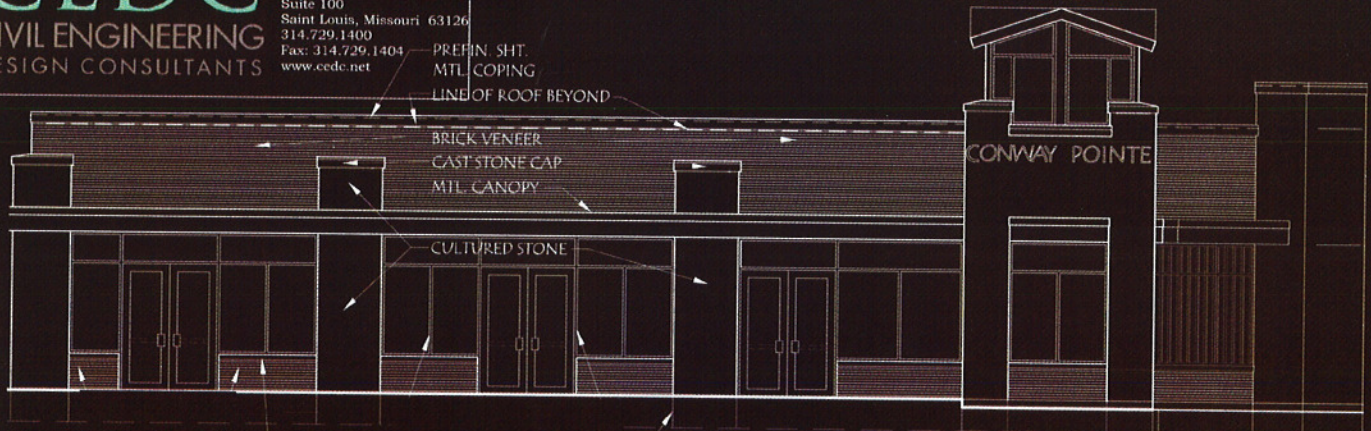 CEDC
CIVIL ENGINEERING
DESIGN CONSULTANTS
Suite 100
Saint Louis, Missouri 63126
314.729.1400
Fax: 314.729.1404
www.cedc.net
PREFIN. SHT.
MTL. COPING
LINE OF ROOF BEYOND
BRICK VENEER
CAST STONE CAP
MTL. CANOPY
CULTURED STONE
CONWAY POINTE